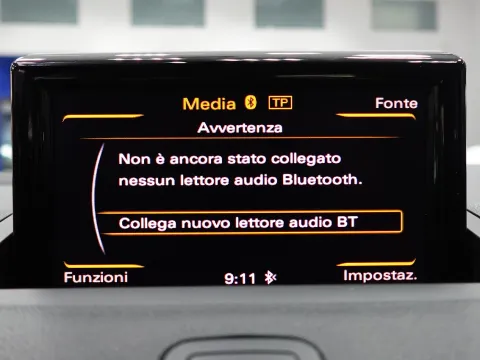 Media TP
Fonte
Avvertenza
Non è ancora stato collegato
nessun lettore audio Bluetooth.
Collega nuovo lettore audio BT
Funzioni
9:11
Impostaz.